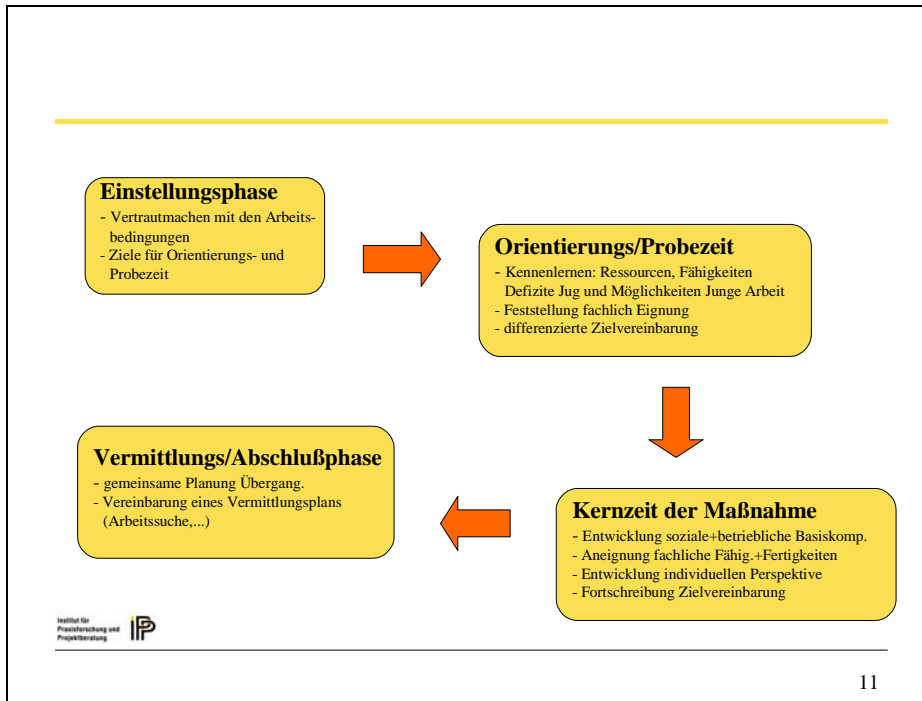 Einstellungsphase
- Vertrautmachen mit den Arbeits-
bedingungen
- Ziele für Orientierungs- und
Probezeit
Orientierungs/Probezeit
- Kennenlernen: Ressourcen, Fähigkeiten
Defizite Jug und Möglichkeiten Junge Arbeit
- Feststellung fachlich Eignung
- differenzierte Zielvereinbarung
Kernzeit der Maßnahme
- Entwicklung soziale+betriebliche Basiskomp.
- Aneignung fachliche Fähig.+Fertigkeiten
- Entwicklung individuellen Perspektive
- Fortschreibung Zielvereinbarung
Vermittlungs/Abschlußphase
- gemeinsame Planung Übergang.
- Vereinbarung eines Vermittlungsplans
(Arbeitssuche,...)
Institut für
Praxisforschung und
Projektberatung
IPP
11